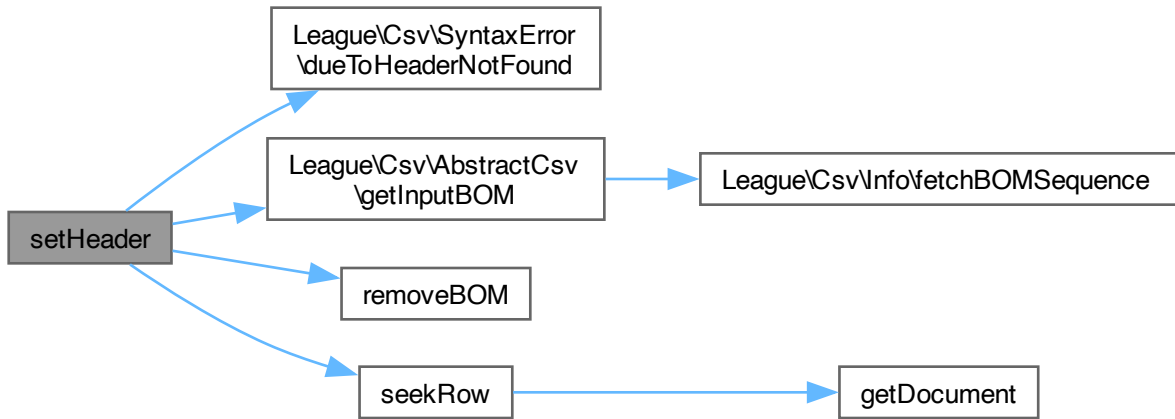 League\Csv\SyntaxError
\dueToHeaderNotFound
League\Csv\AbstractCsv
\getInputBOM
League\Csv\Info\fetchBOMSequence
setHeader
removeBOM
seekRow
getDocument